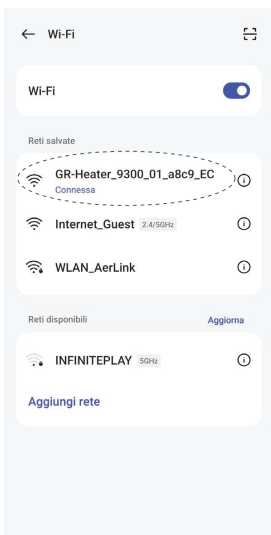 Wi-Fi
Wi-Fi
Reti salvate
GR-Heater_9300_01_a8c9_EC
Connessa
Internet_Guest 2.4/5GHz
WLAN_AerLink
Reti disponibili Aggiorna
INFINITEPLAY 5GHz
Aggiungi rete